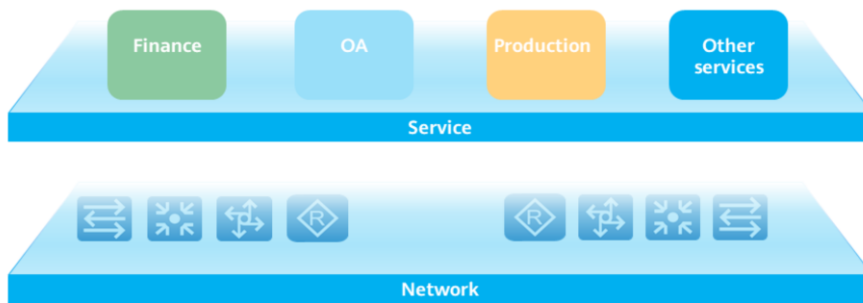 Finance
OA
Production
Other
services
Service
R
R
Network